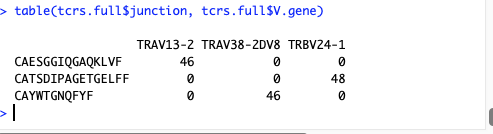 > table(tcrs.full$junction, tcrs.full$V.gene)
TRAV13-2 TRAV38-2DV8 TRBV24-1
CAESGGIQGAQKLVF 46 0 0
CATSDIPAGETGELFF 0 0 48
CAYWTGNQFYF 0 46 0
>